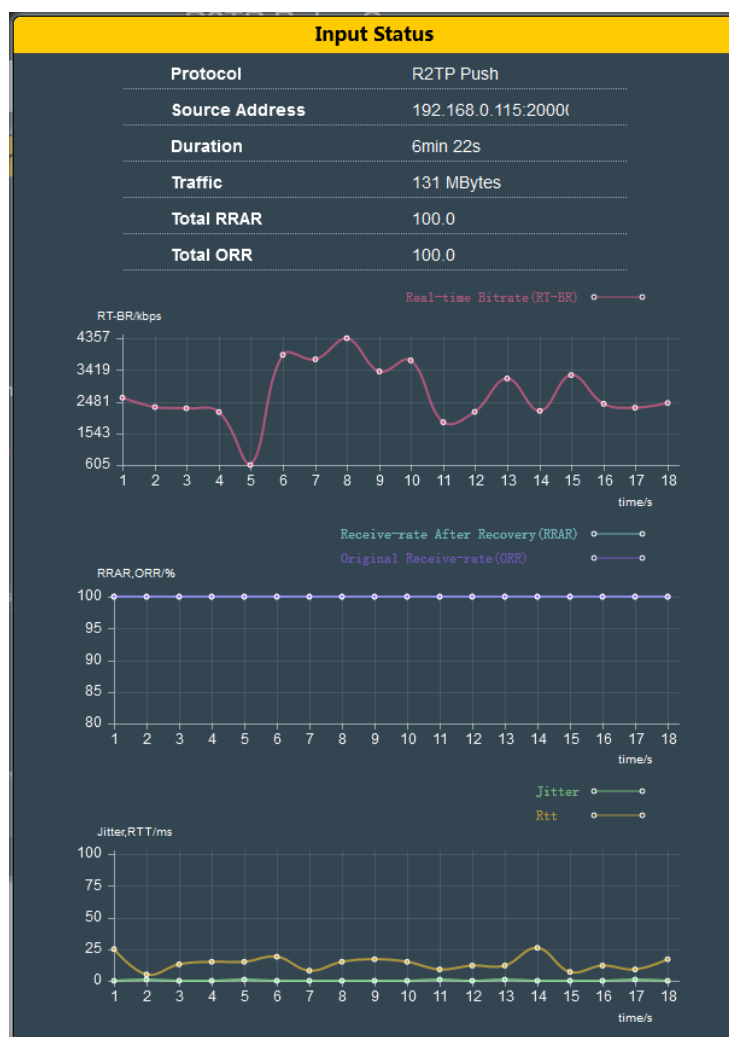 Input Status
Protocol R2TP Push
Source Address 192.168.0.115:2000
Duration 6min 22s
Traffic 131 MBytes
Total RRAR 100.0
Total ORR 100.0
Real-time Bitrate(RT-BR)
RT-BR/kbps
4357
3419
2481
1543
605
1 2 3 4 5 6 7 8 9 10 11 12 13 14 15 16 17 18
time/s
Receive-rate After Recovery(RRAR)
Original Receive-rate(ORR)
RRAR,ORR/%
100
95
90
85
80
1 2 3 4 5 6 7 8 9 10 11 12 13 14 15 16 17 18
time/s
Jitter
Rtt
Jitter,RTT/ms
100
75
50
25
0
1 2 3 4 5 6 7 8 9 10 11 12 13 14 15 16 17 18
time/s